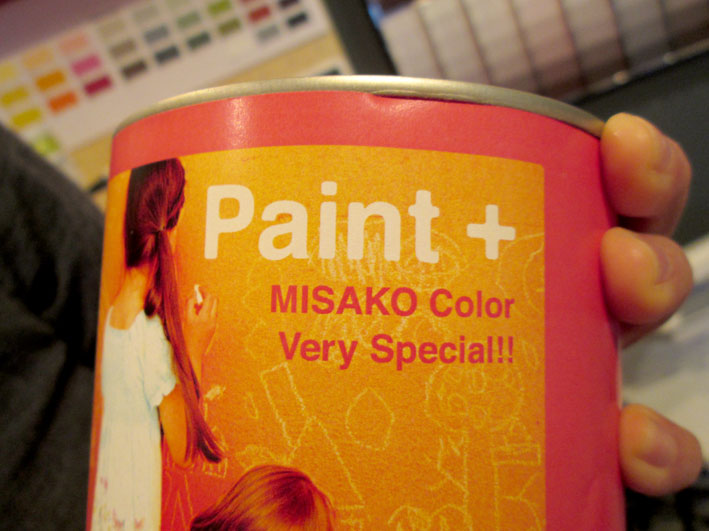 Paint +
MISAKO Color
Very Special!!